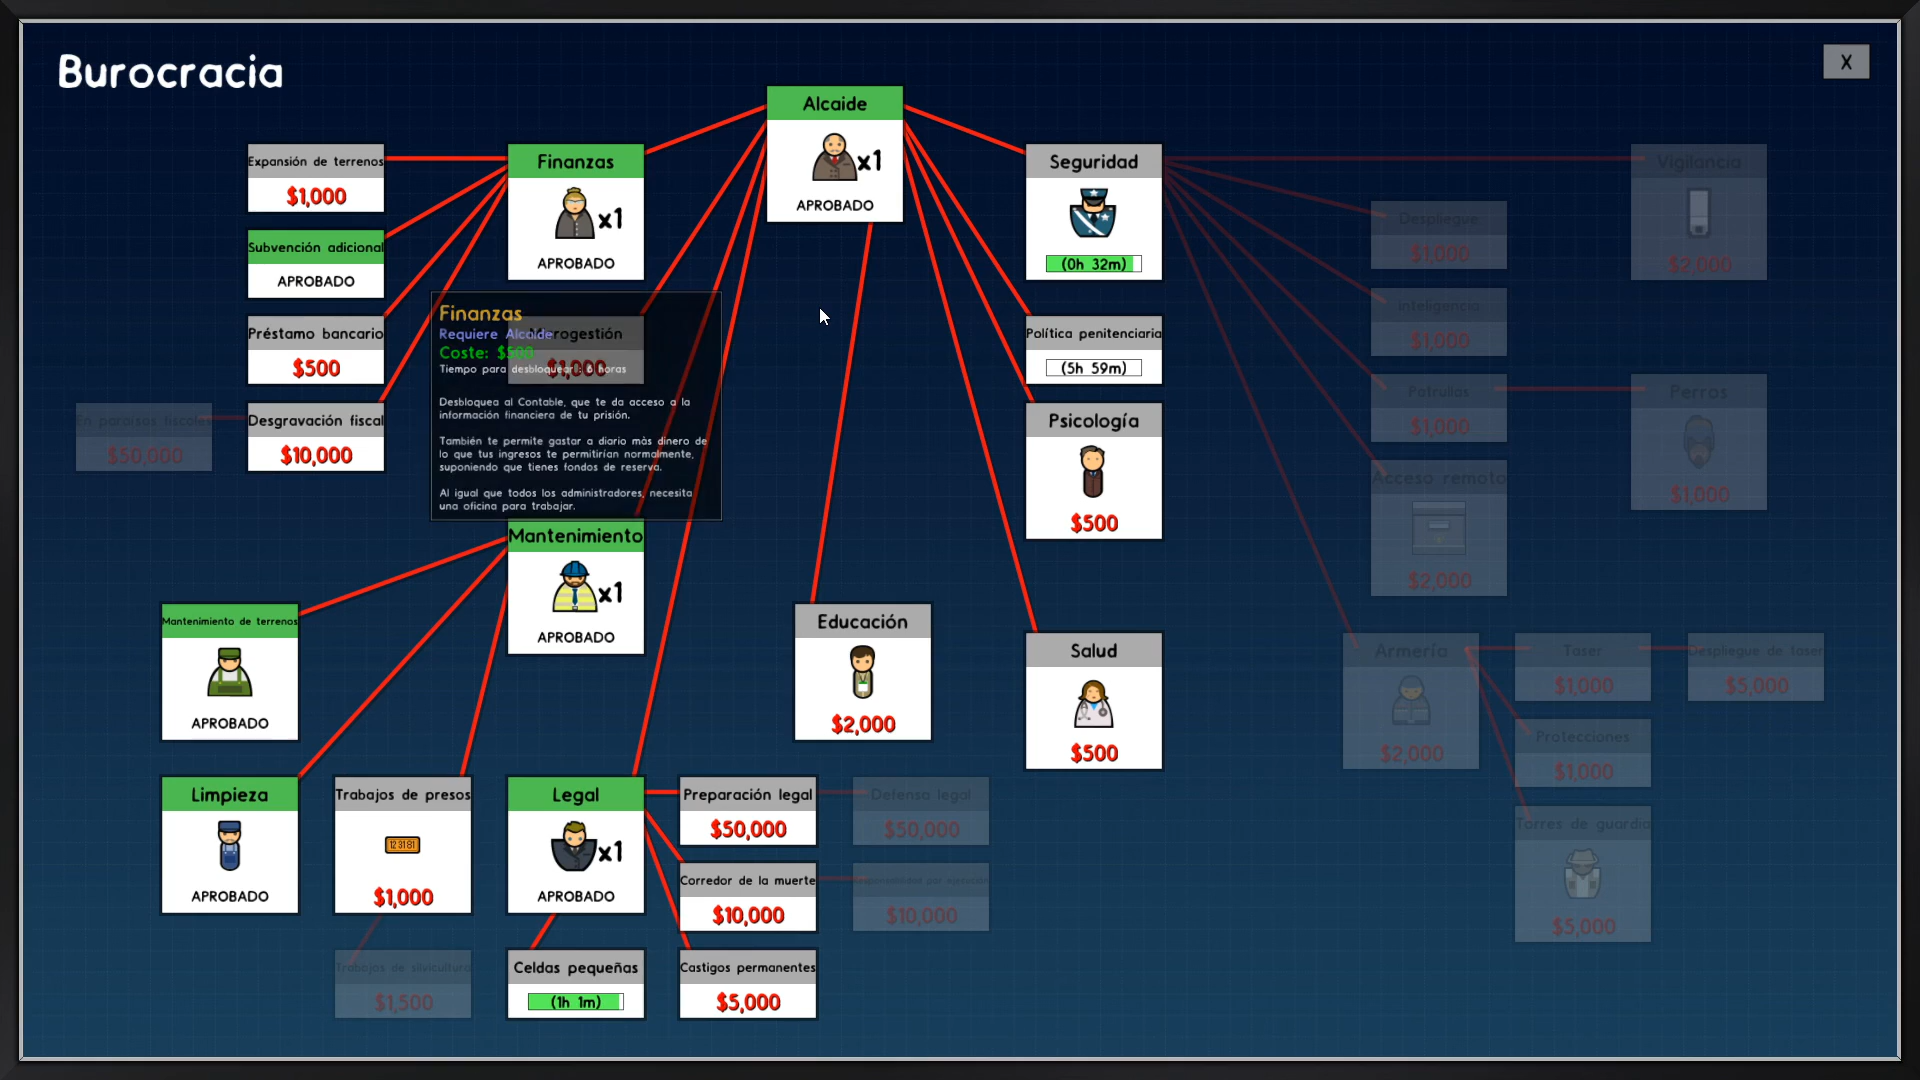 Burocracia
X
Alcaide
x1
APROBADO
Expansión de terrenos
$1,000
Finanzas
x1
APROBADO
Seguridad
(0h 32m)
Vigilancia
$2,000
Despliegue
$1,000
Subvención adicional
APROBADO
Inteligencia
$1,000
Préstamo bancario
$500
$1,000
Finanzas
Requiere Alcaide
Coste: $500
Tiempo para desbloquear: 6 horas
Desbloquea al Contable, que te da acceso a la
información financiera de tu prisión.
También te permite gastar a diario más dinero de
lo que tus ingresos te permitirían normalmente,
suponiendo que tienes fondos de reserva.
Al igual que todos los administradores, necesita
una oficina para trabajar.
Política penitenciaria
(5h 59m)
Patrullas
$1,000
Perros
$1,000
En paraísos fiscales
$50,000
Desgravación fiscal
$10,000
Psicología
$500
Acceso remoto
$2,000
Mantenimiento
x1
APROBADO
Mantenimiento de terrenos
APROBADO
Educación
$2,000
Salud
$500
Armería
$2,000
Taser
$1,000
Despliegue de taser
$5,000
Protecciones
$1,000
Torres de guardia
$5,000
Limpieza
APROBADO
Trabajos de presos
$1,000
Legal
x1
APROBADO
Preparación legal
$50,000
Defensa legal
$50,000
Corredor de la muerte
$10,000
$10,000
Trabajos de silvicultura
$1,500
Celdas pequeñas
(1h 1m)
Castigos permanentes
$5,000